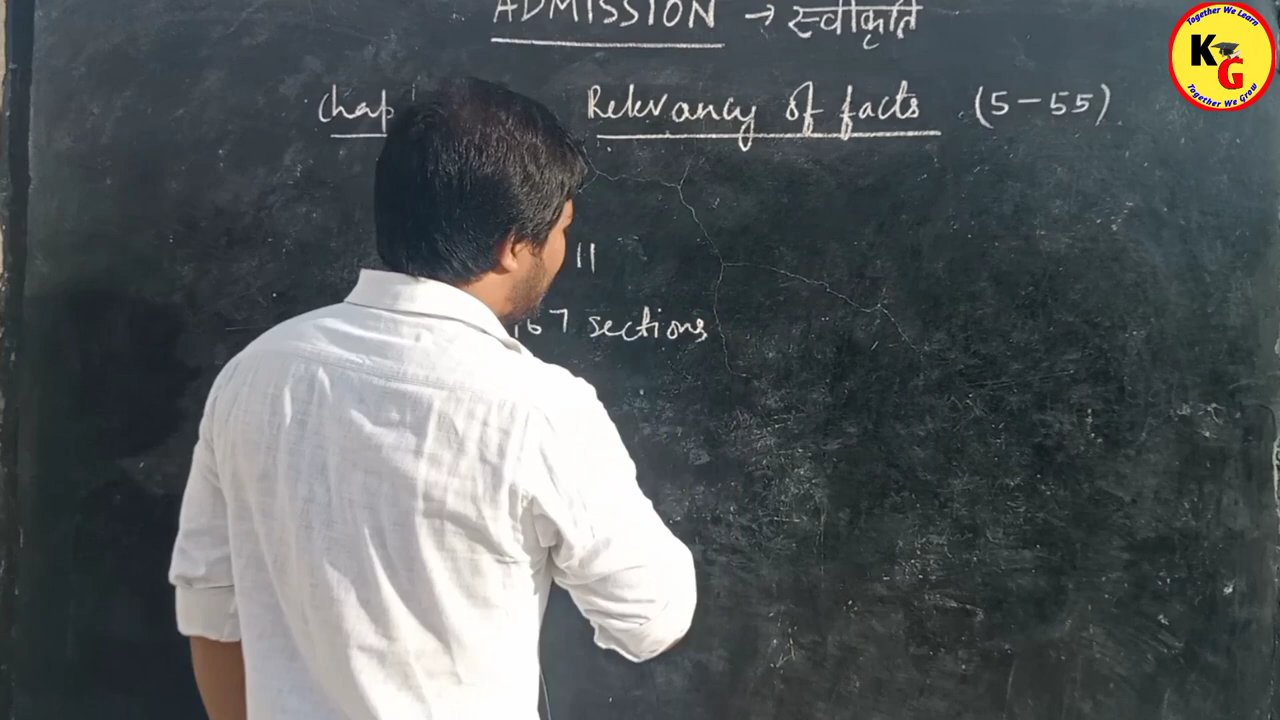 ADMISSION → स्वीकृति
Chap Relevancy of facts (5-55)
11
167 sections
Together We Learn
KG
Together We Grow